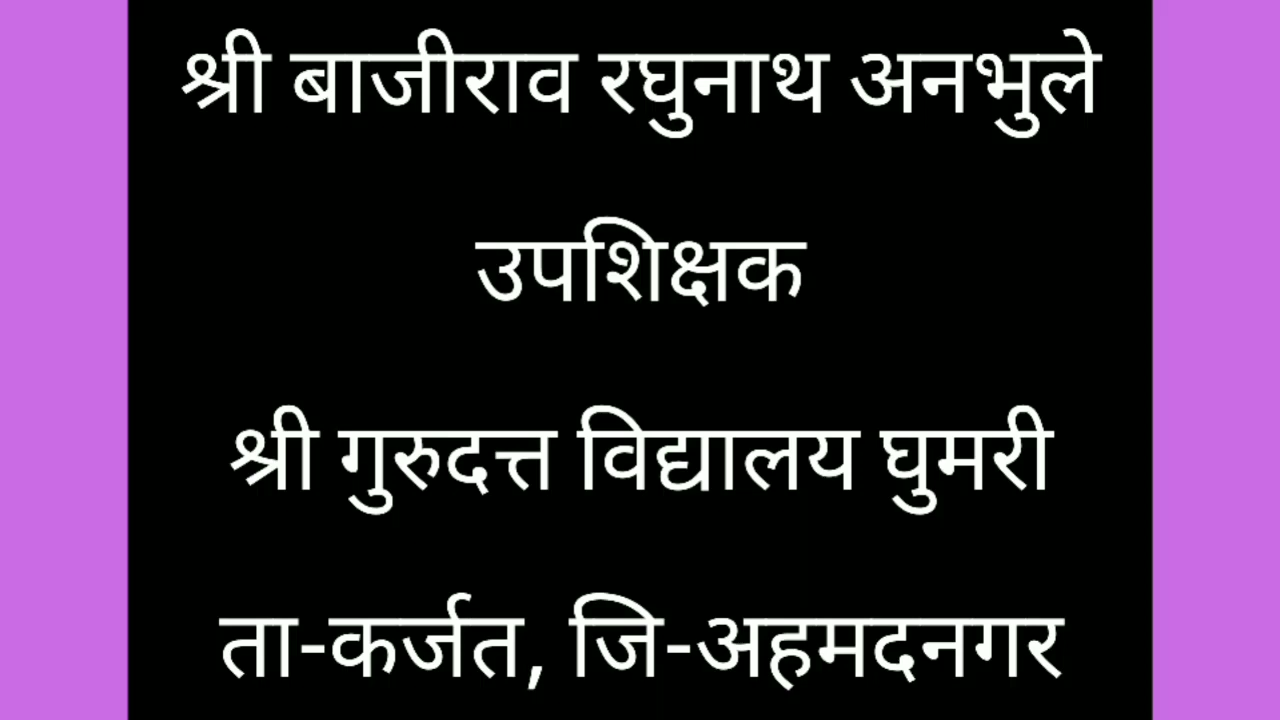 श्री बाजीराव रघुनाथ अनभुले
उपशिक्षक
श्री गुरुदत्त विद्यालय घुमरी
ता-कर्जत, जि-अहमदनगर